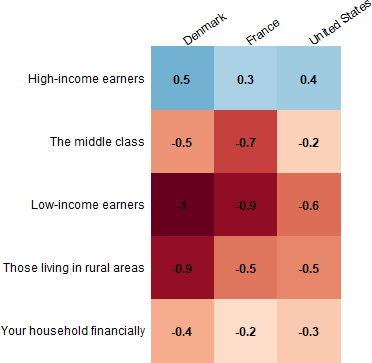 Denmark France United States
High-income earners 0.5 0.3 0.4
The middle class -0.5 -0.7 -0.2
Low-income earners -1 -0.9 -0.6
Those living in rural areas -0.9 -0.5 -0.5
Your household financially -0.4 -0.2 -0.3